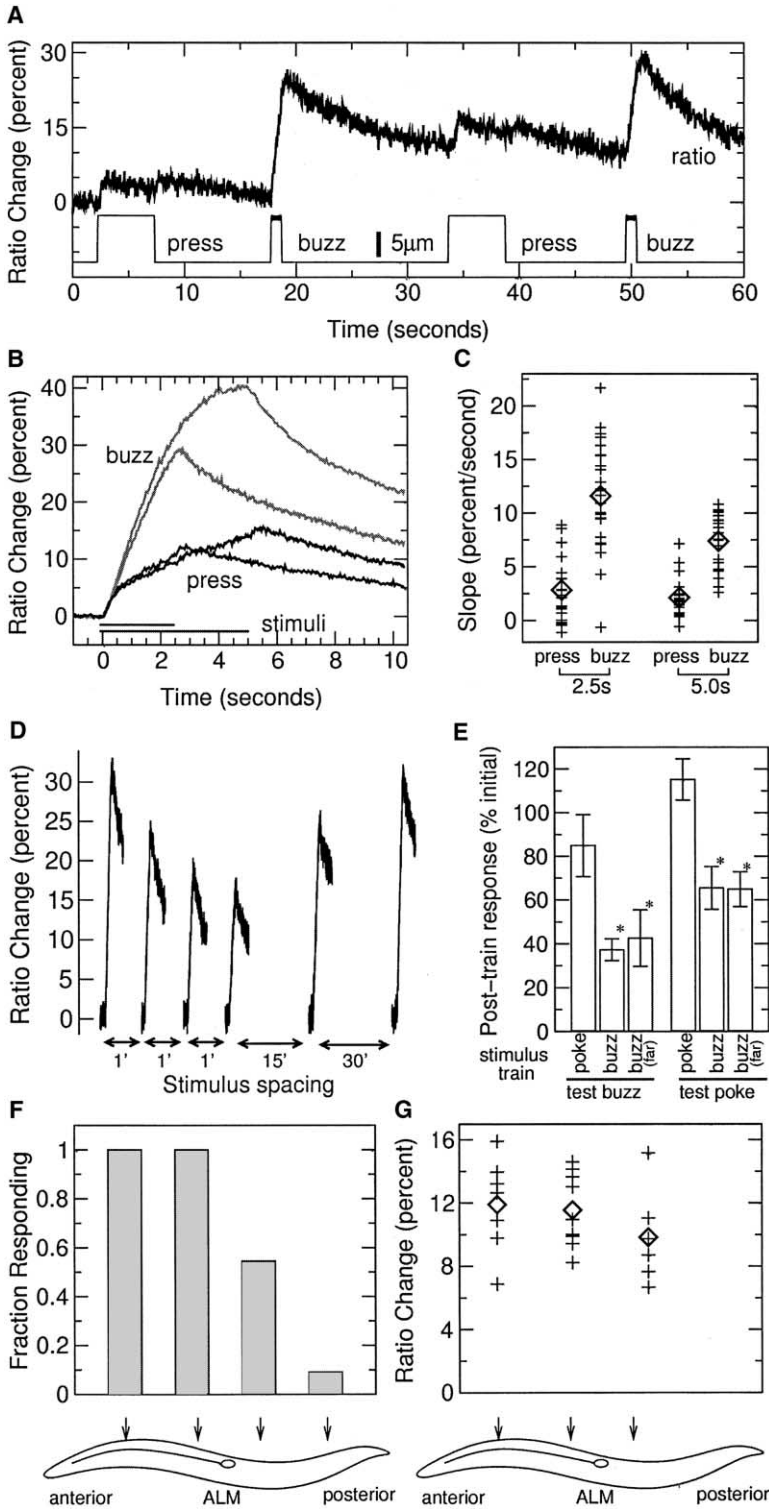 A
Ratio Change (percent)
30
15
0
ratio
press
buzz
5μm
press
buzz
0
10
20
30
40
50
60
Time (seconds)
B
Ratio Change (percent)
40
30
20
10
0
buzz
press
stimuli
0
2
4
6
8
10
Time (seconds)
C
Slope (percent/second)
20
15
10
5
0
press
buzz
press
buzz
2.5s
5.0s
D
Ratio Change (percent)
30
25
20
15
10
5
0
1'
1'
1'
15'
30'
Stimulus spacing
E
Post-train response (% initial)
120
100
80
60
40
20
0
*
*
*
*
stimulus
train
poke
buzz
buzz
(far)
poke
buzz
buzz
(far)
test buzz
test poke
F
Fraction Responding
1
0.8
0.6
0.4
0.2
0
anterior
ALM
posterior
G
Ratio Change (percent)
16
12
8
4
0
anterior
ALM
posterior